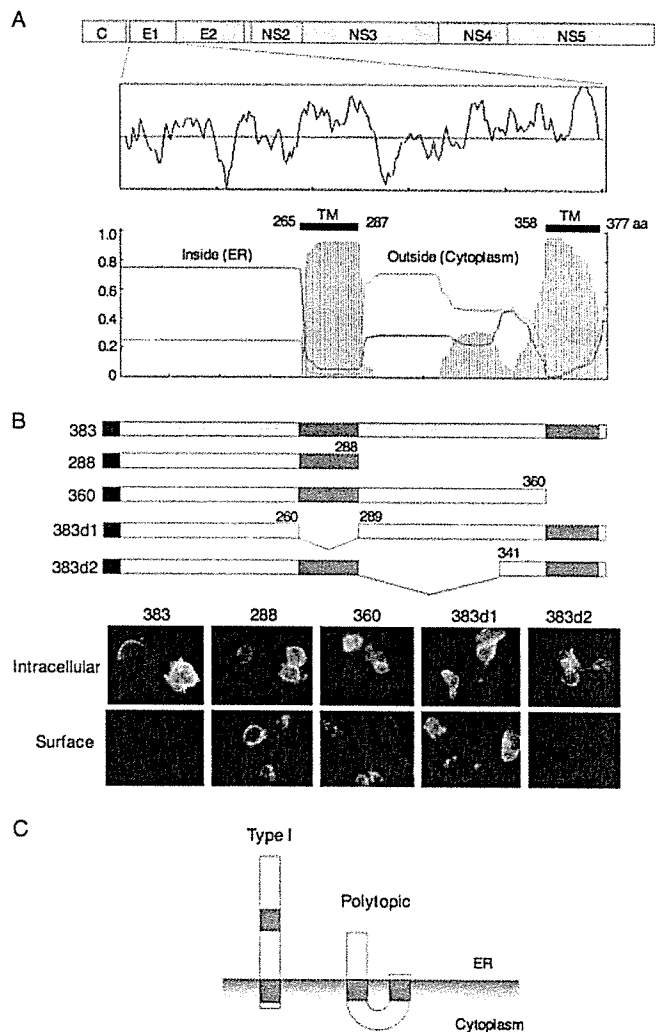 A
C E1 E2 NS2 NS3 NS4 NS5
265 TM 287 358 TM 377 aa
1.0
0.8
0.6
0.4
0.2
0
Inside (ER) Outside (Cytoplasm)
B
383
288 288
360 360
383d1 260 289
383d2 341
383 288 360 383d1 383d2
Intracellular
Surface
C
Type I
Polytopic
ER
Cytoplasm